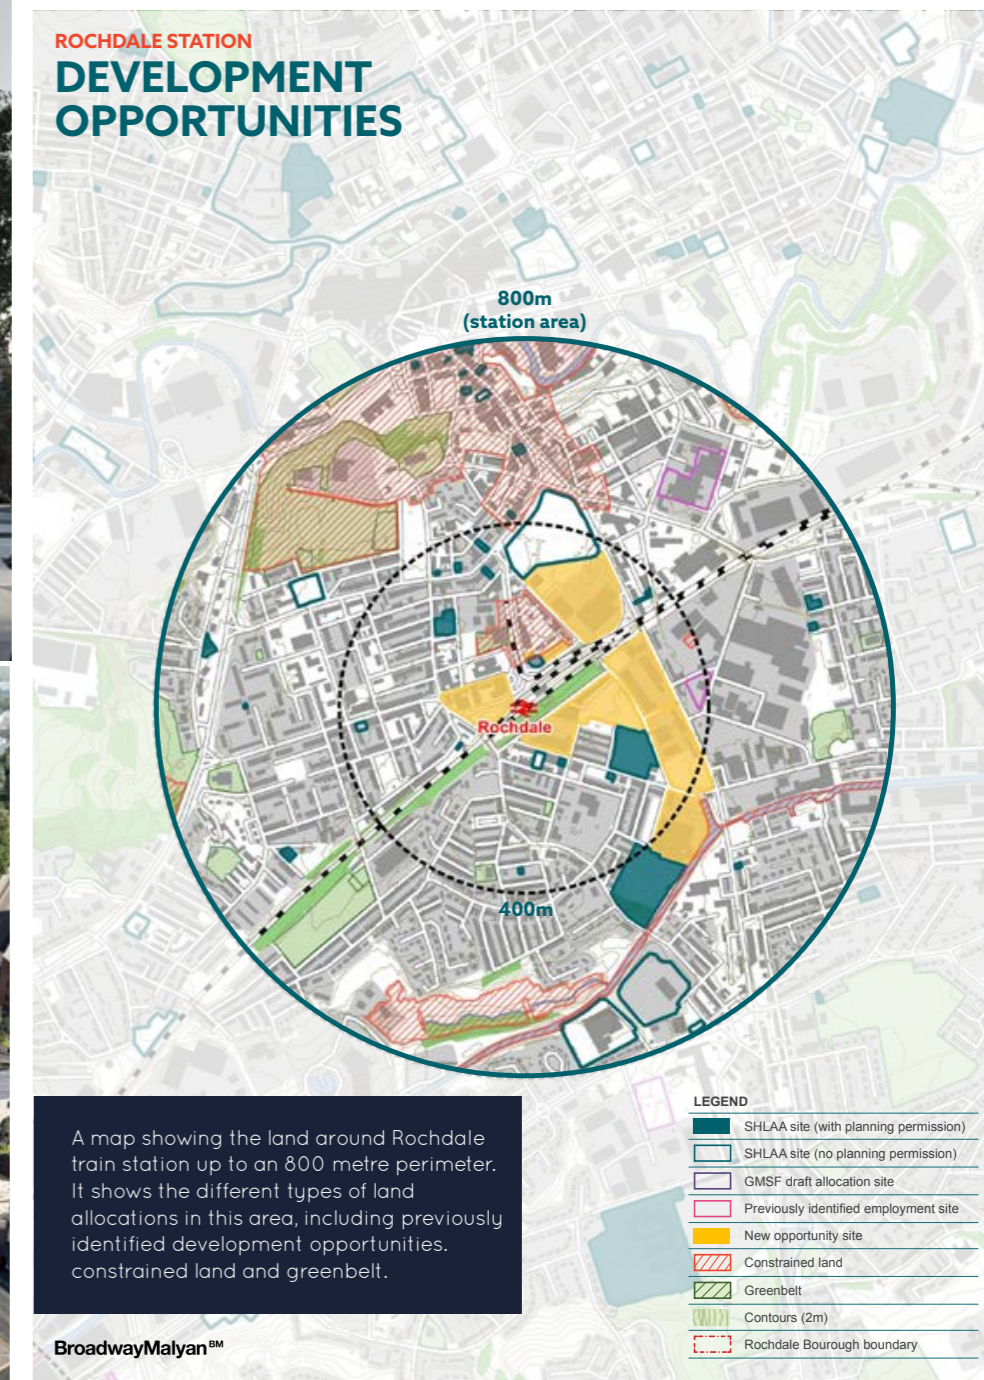 ROCHDALE STATION
DEVELOPMENT
OPPORTUNITIES
800m
(station area)
Rochdale
400m
A map showing the land around Rochdale
train station up to an 800 metre perimeter.
It shows the different types of land
allocations in this area, including previously
identified development opportunities.
constrained land and greenbelt.
BroadwayMalyan BM
LEGEND
SHLAA site (with planning permission)
SHLAA site (no planning permission)
GMSF draft allocation site
Previously identified employment site
New opportunity site
Constrained land
Greenbelt
Contours (2m)
Rochdale Bourough boundary